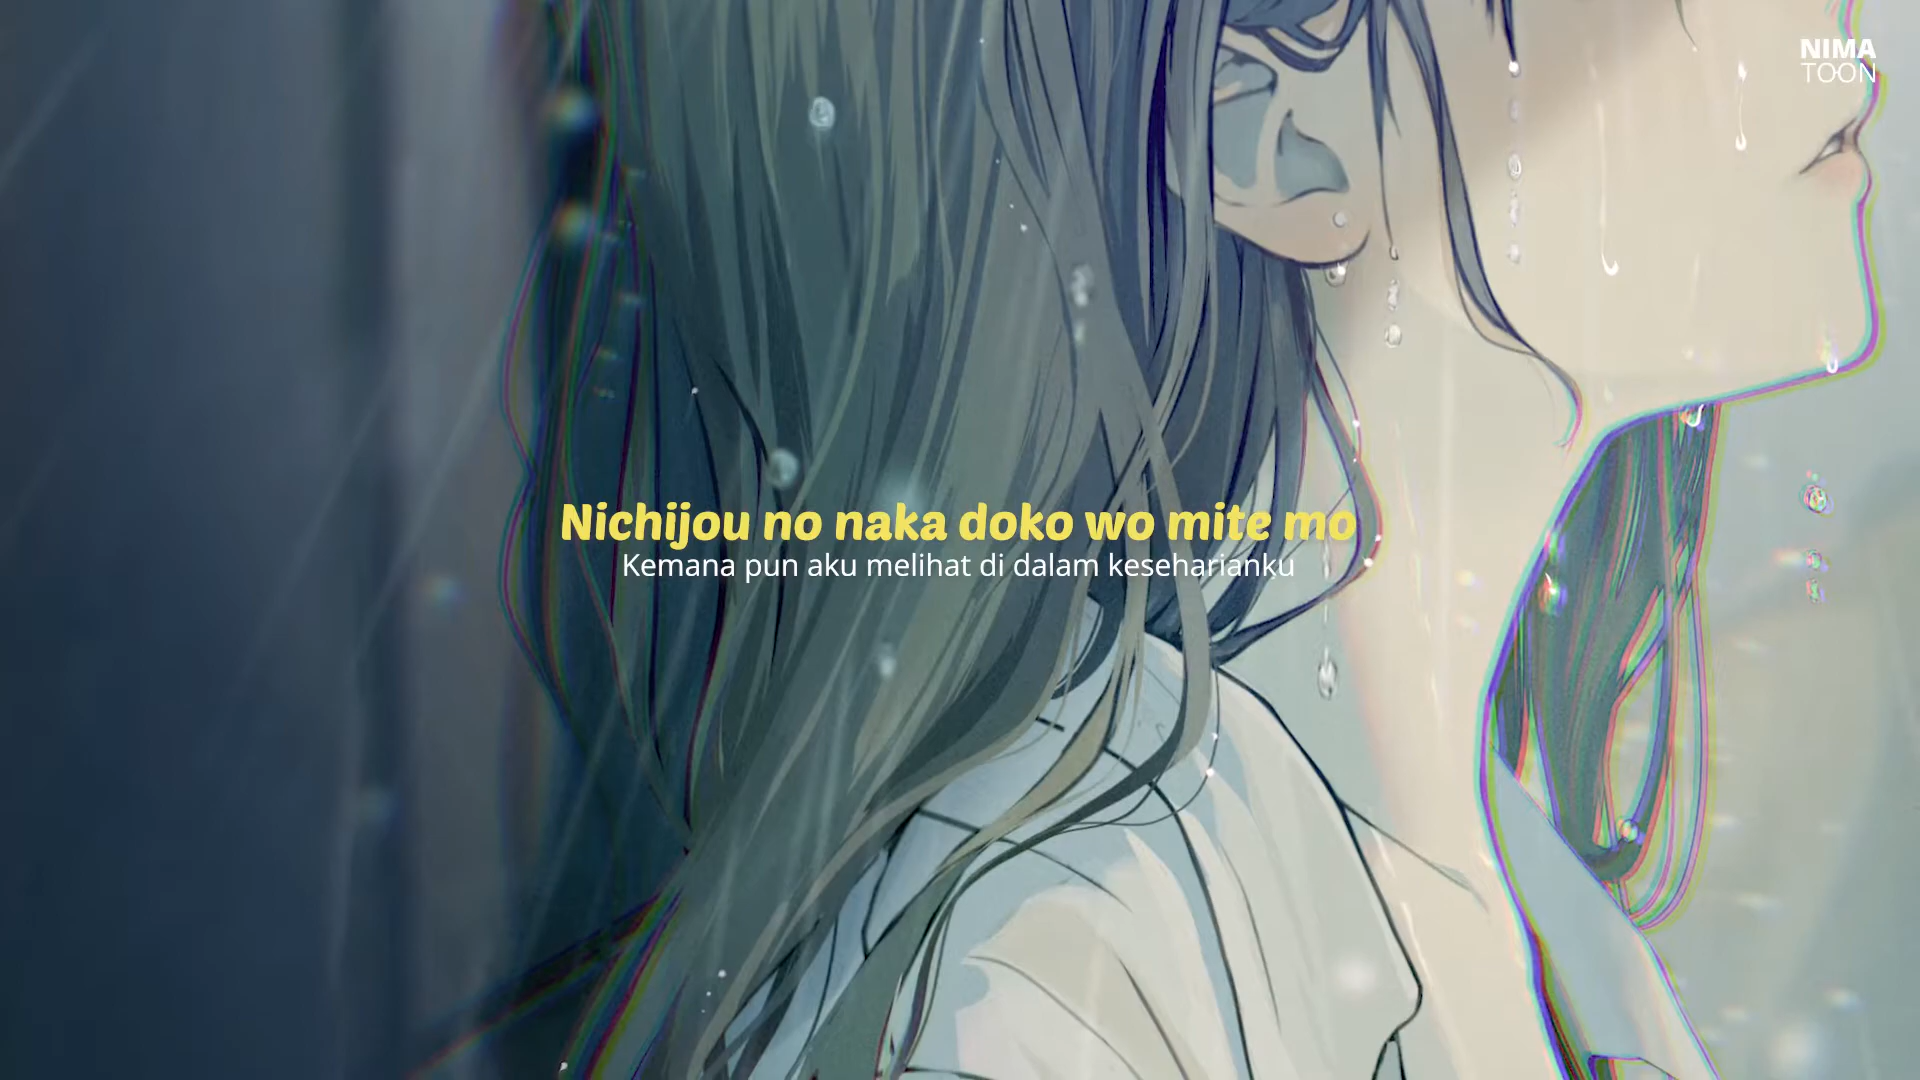 NIMA
TOON
Nichijou no naka doko wo mite mo
Kemana pun aku melihat di dalam keseharianku